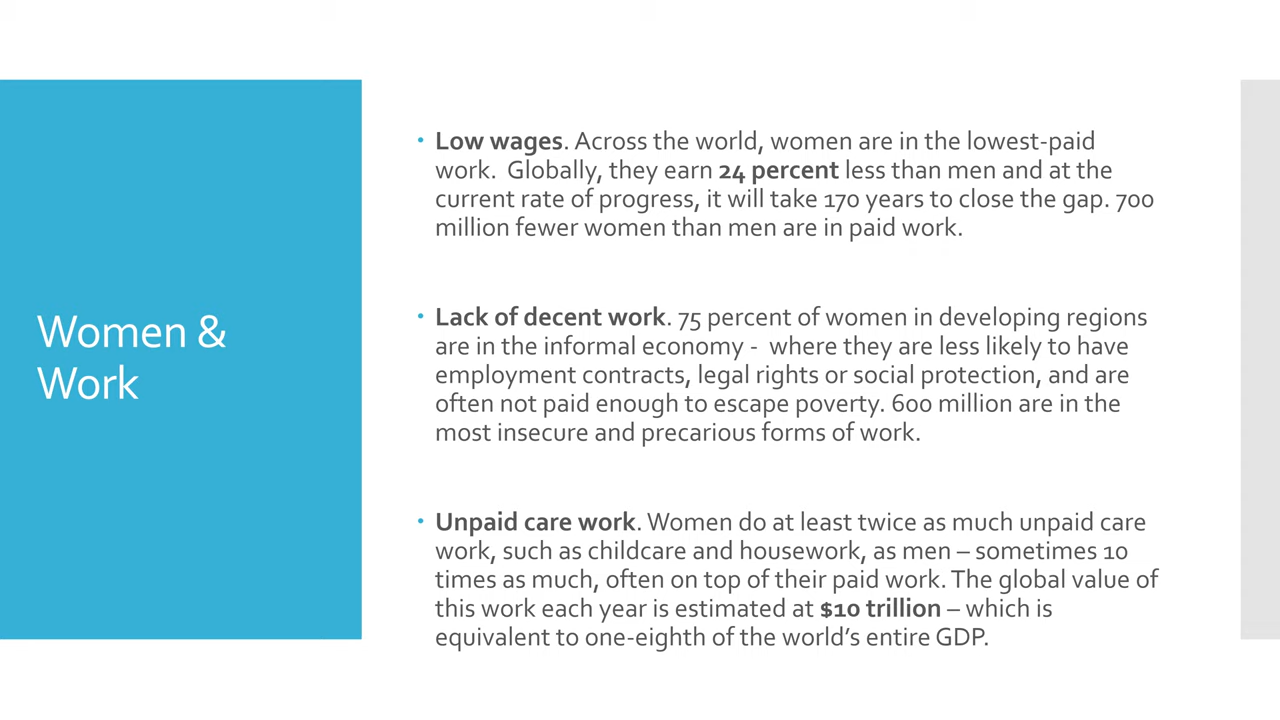 Women &
Work
• Low wages. Across the world, women are in the lowest-paid
work.  Globally, they earn 24 percent less than men and at the
current rate of progress, it will take 170 years to close the gap. 700
million fewer women than men are in paid work.
• Lack of decent work. 75 percent of women in developing regions
are in the informal economy -  where they are less likely to have
employment contracts, legal rights or social protection, and are
often not paid enough to escape poverty. 600 million are in the
most insecure and precarious forms of work.
• Unpaid care work. Women do at least twice as much unpaid care
work, such as childcare and housework, as men – sometimes 10
times as much, often on top of their paid work. The global value of
this work each year is estimated at $10 trillion – which is
equivalent to one-eighth of the world’s entire GDP.